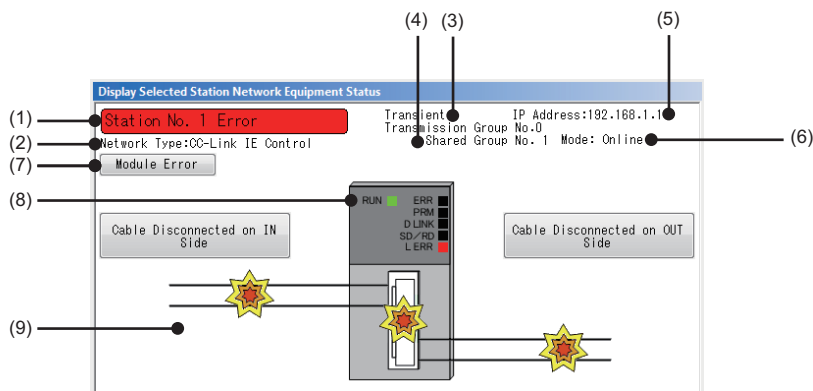 (1)
(2)
(3)
(4)
(5)
(6)
(7)
(8)
(9)
Display Selected Station Network Equipment Status
Station No. 1 Error
Network Type:CC-Link IE Control
Module Error
Transient
Transmission Group No.0
Shared Group No. 1 Mode: Online
IP Address:192.168.1.1
Cable Disconnected on IN
Side
RUN
ERR
PRM
D LINK
SD/RD
L ERR
Cable Disconnected on OUT
Side